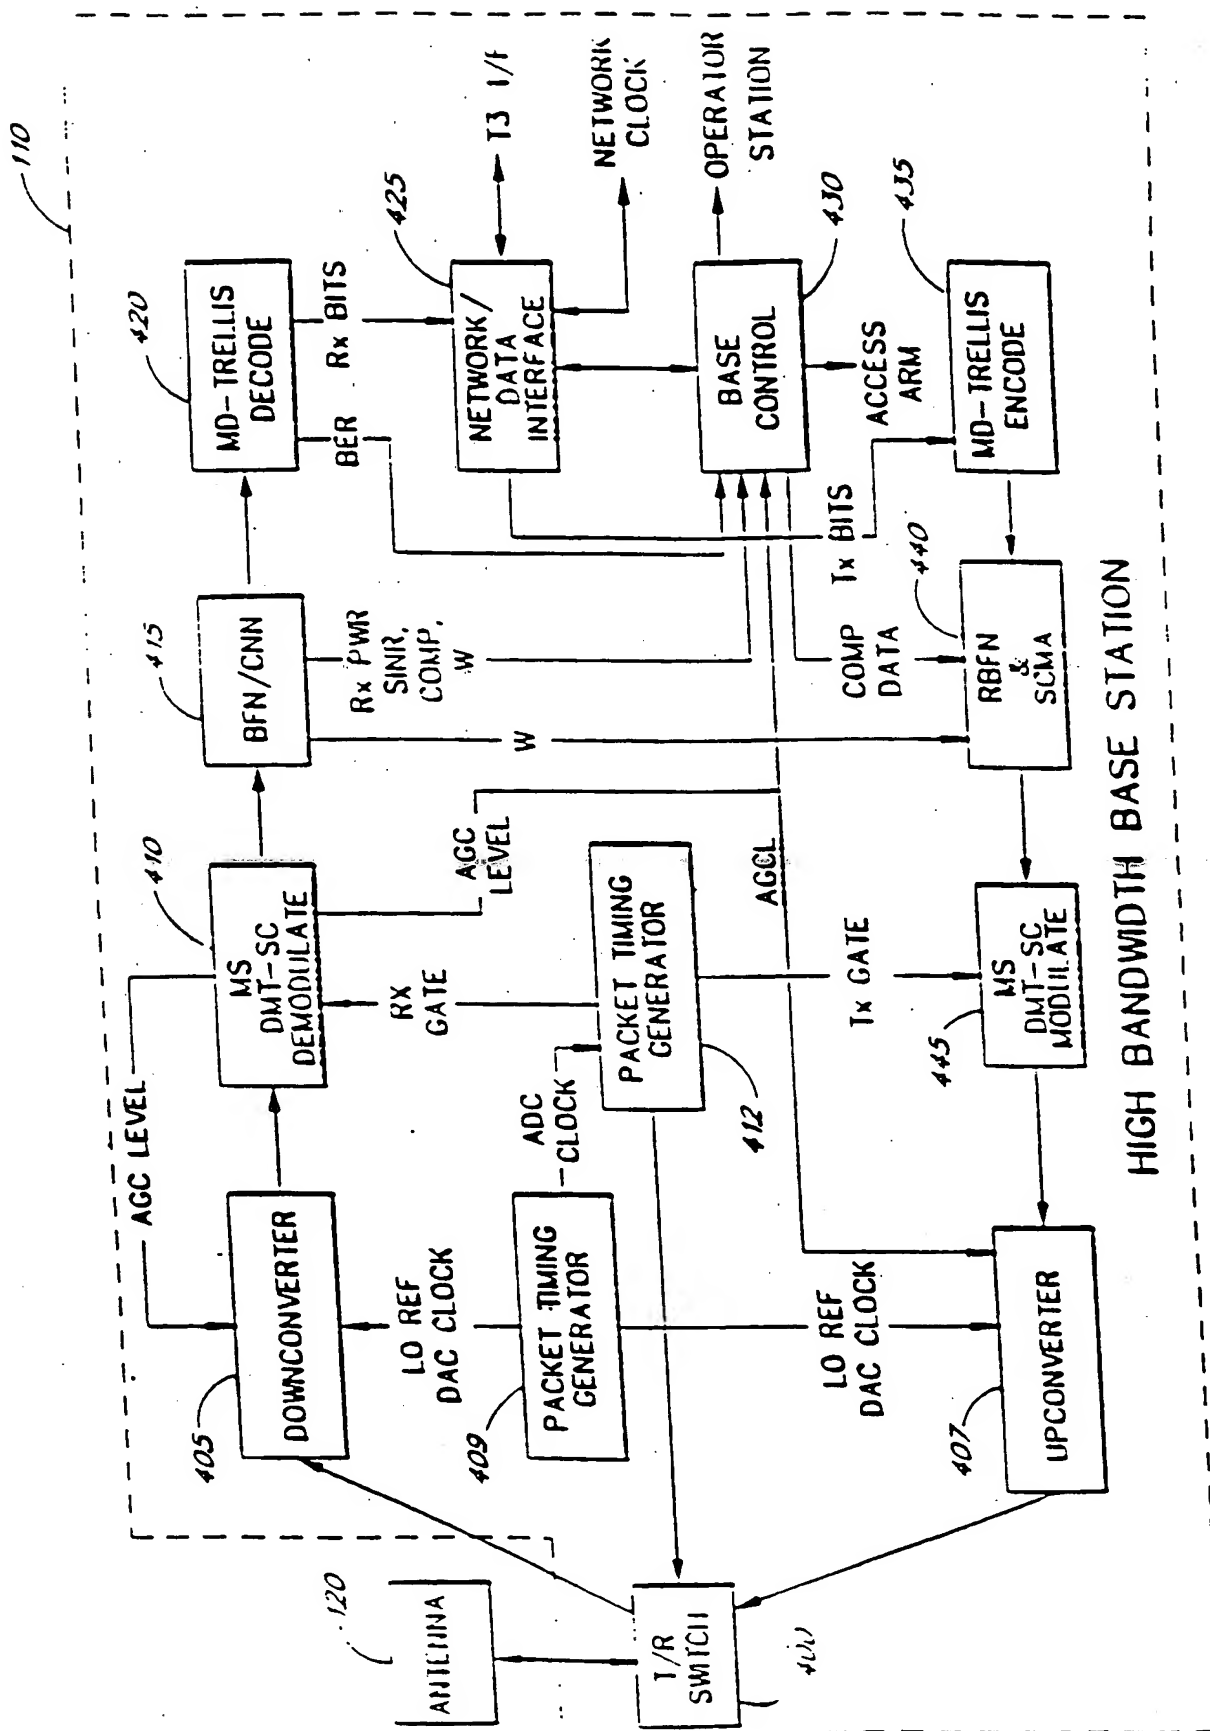 110
420
MD-TRELLIS
DECODE
BER
Rx BITS
425
NETWORK/
DATA
INTERFACE
T3 I/F
NETWORK
CLOCK
430
BASE
CONTROL
OPERATOR
STATION
ACCESS
ARM
435
MD-TRELLIS
ENCODE
415
BFN/CNN
Rx PWR
SINR,
COMP,
W
W
Tx BITS
COMP
DATA
440
RBFN
&
SCMA
410
MS
DMT-SC
DEMODULATE
AGC
LEVEL
RX
GATE
PACKET TIMING
GENERATOR
412
AGCL
Tx GATE
MS
DMT-SC
MODULATE
445
AGC LEVEL
DOWNCONVERTER
405
LO REF
DAC CLOCK
ADC
CLOCK
PACKET TIMING
GENERATOR
409
LO REF
DAC CLOCK
UPCONVERTER
407
120
ANTENNA
T/R
SWITCH
400
HIGH BANDWIDTH BASE STATION